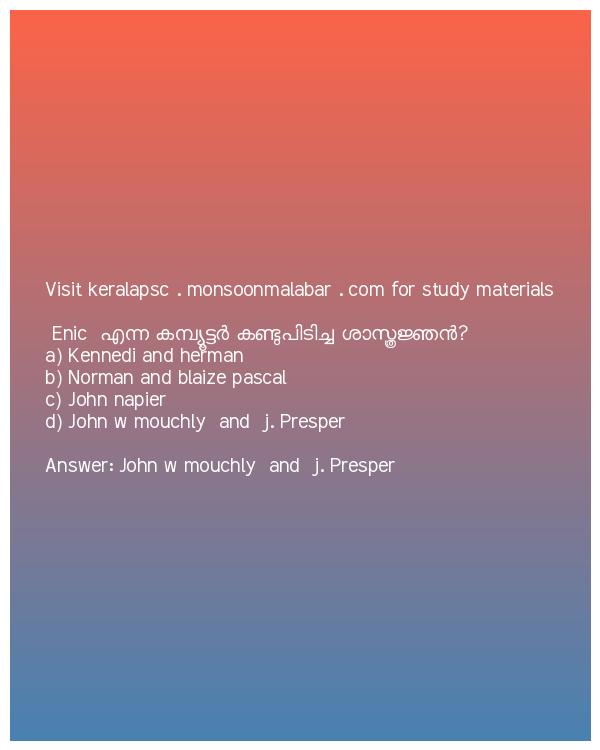 Visit keralapsc . monsoonmalabar . com for study materials
Enic എന്ന കമ്പ്യൂട്ടർ കണ്ടുപിടിച്ച ശാസ്ത്രജ്ഞൻ?
a) Kennedi and herman
b) Norman and blaize pascal
c) John napier
d) John w mouchly and j. Presper
Answer: John w mouchly and j. Presper